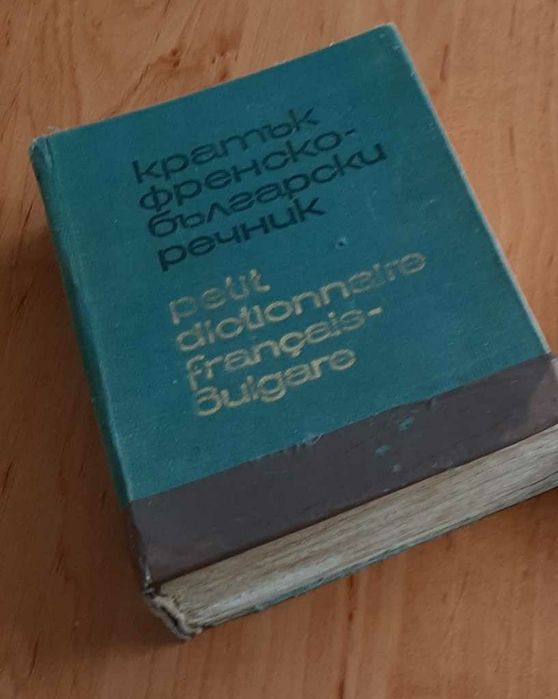 кратък
френско-
български
речник
petit
dictionnaire
français-
Bulgare